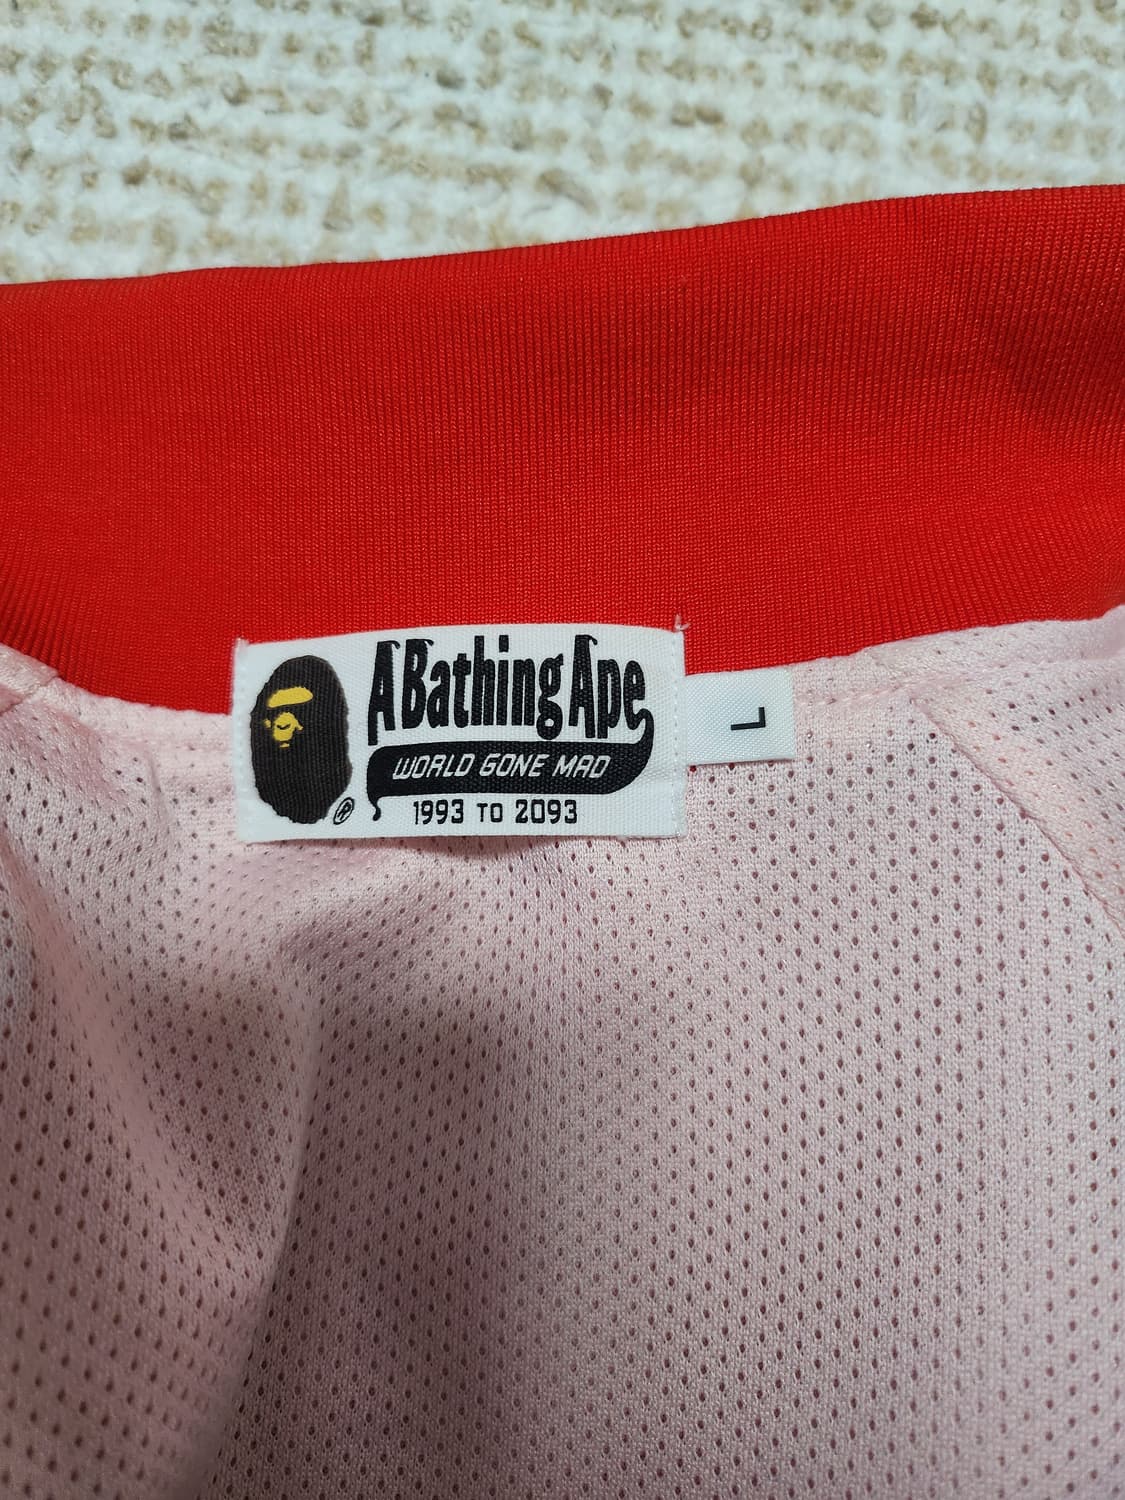 A Bathing Ape
WORLD GONE MAD
1993 TO 2093
®
L